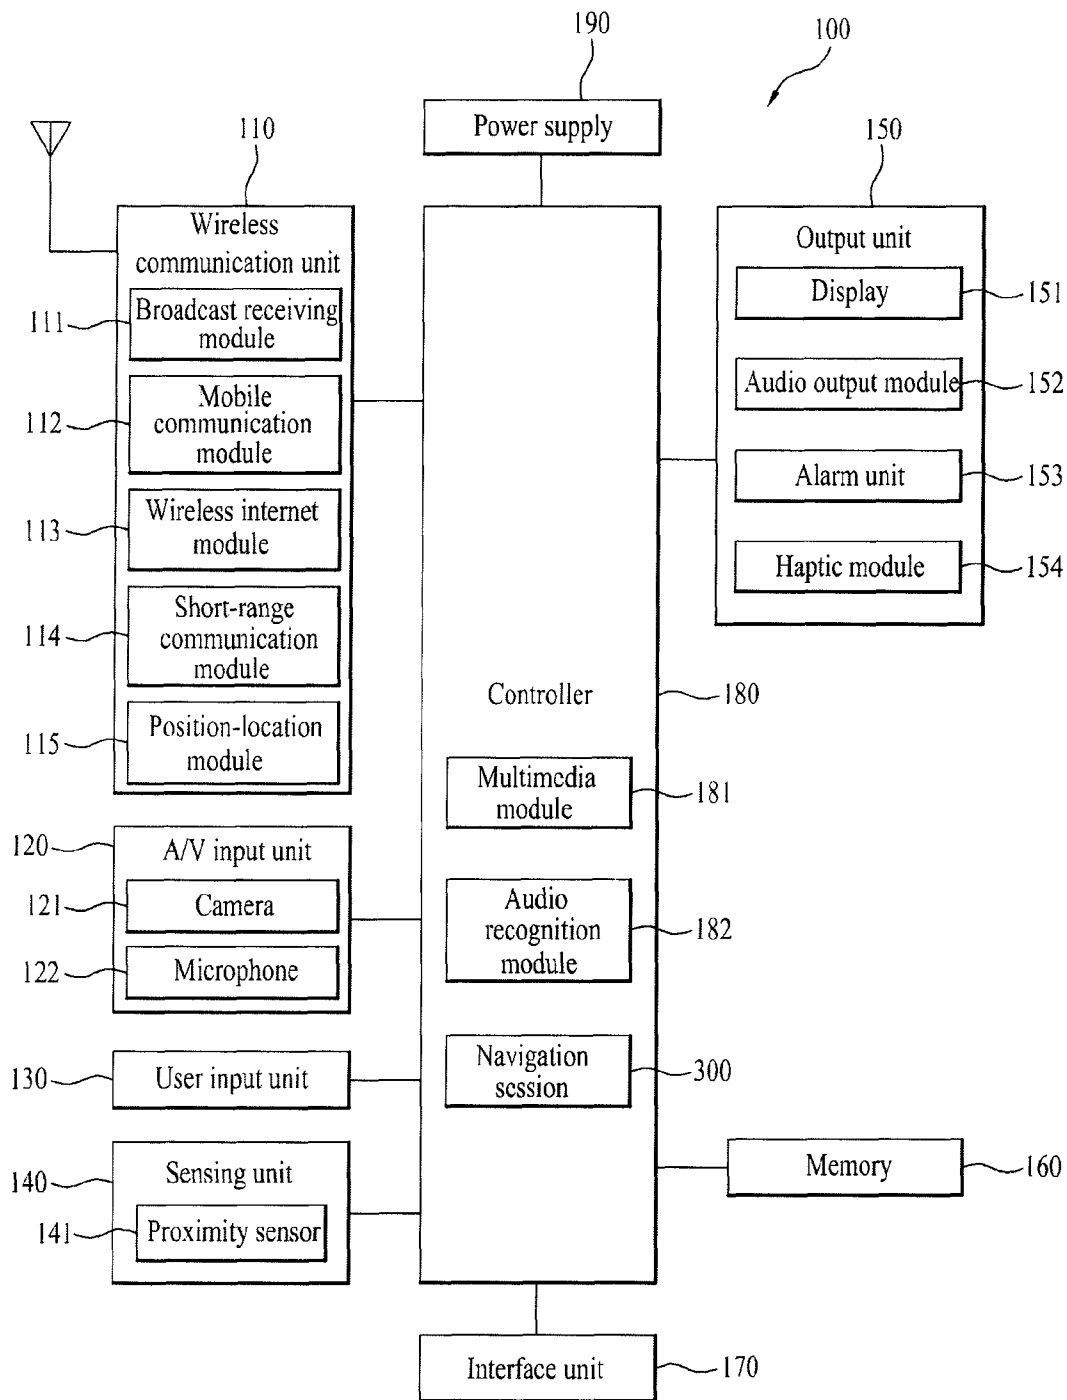 190
100
Power supply
110
150
Wireless
communication unit
Output unit
Broadcast receiving
module
111
Display
151
Mobile
communication
module
112
Audio output module
152
Wireless internet
module
113
Alarm unit
153
Short-range
communication
module
114
Haptic module
154
Controller
180
Position-location
module
115
Multimedia
module
181
120
A/V input unit
121
Camera
122
Microphone
Audio
recognition
module
182
130
User input unit
Navigation
session
300
140
Sensing unit
141
Proximity sensor
Memory
160
Interface unit
170